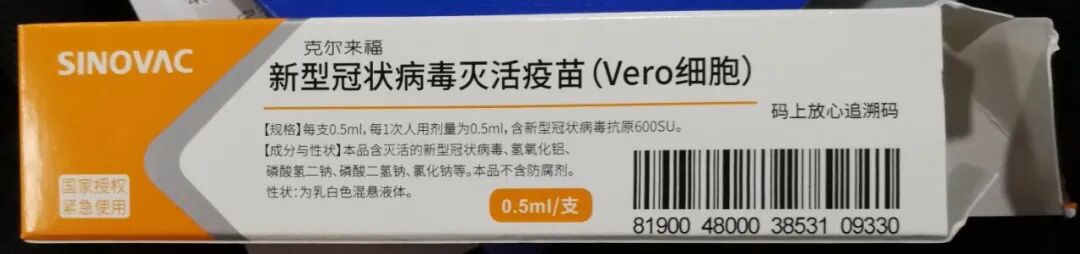 SINOVAC
国家授权
紧急使用
克尔来福
新型冠状病毒灭活疫苗(Vero细胞)
码上放心追溯码
【规格】每支0.5ml,每1次人用剂量为0.5ml,含新型冠状病毒抗原600SU。
【成分与性状】本品含灭活的新型冠状病毒、氢氧化铝、
磷酸氢二钠、磷酸二氢钠、氯化钠等。本品不含防腐剂。
性状:为乳白色混悬液体。
0.5ml/支
81900 48000 38531 09330